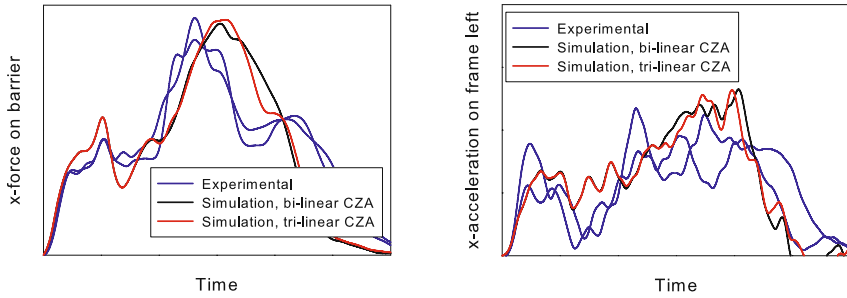 x-force on barrier
Experimental
Simulation, bi-linear CZA
Simulation, tri-linear CZA
Time
x-acceleration on frame left
Experimental
Simulation, bi-linear CZA
Simulation, tri-linear CZA
Time